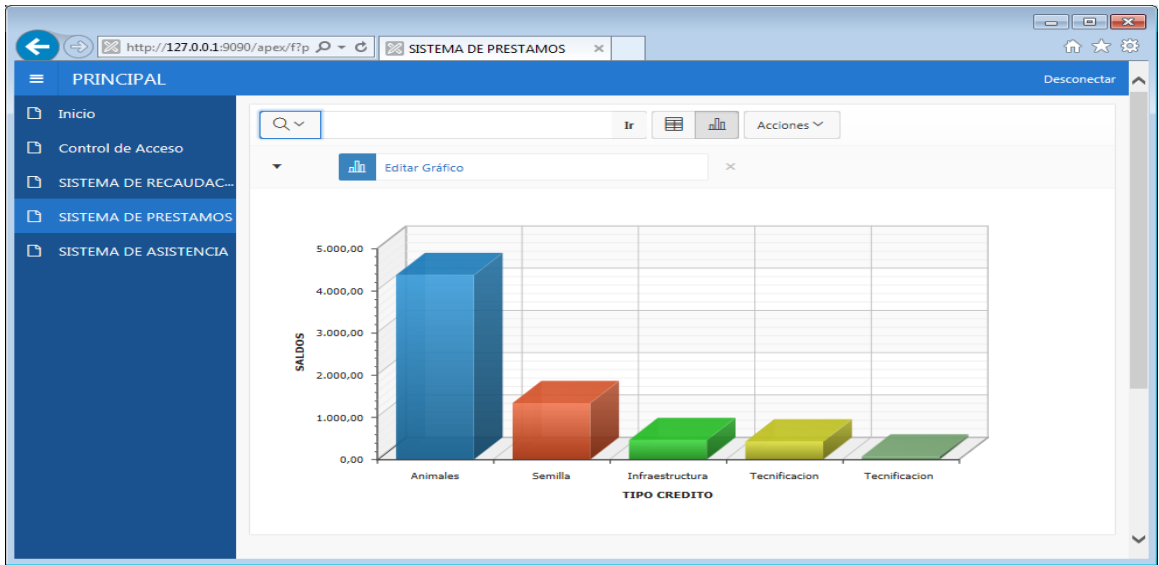 http://127.0.0.1:9090/apex/f?p
SISTEMA DE PRESTAMOS
PRINCIPAL
Desconectar
Inicio
Control de Acceso
SISTEMA DE RECAUDAC...
SISTEMA DE PRESTAMOS
SISTEMA DE ASISTENCIA
Ir
Acciones
Editar Gráfico
5.000,00
4.000,00
3.000,00
2.000,00
1.000,00
0,00
SALDOS
Animales
Semilla
Infraestructura
Tecnificacion
Tecnificacion
TIPO CREDITO